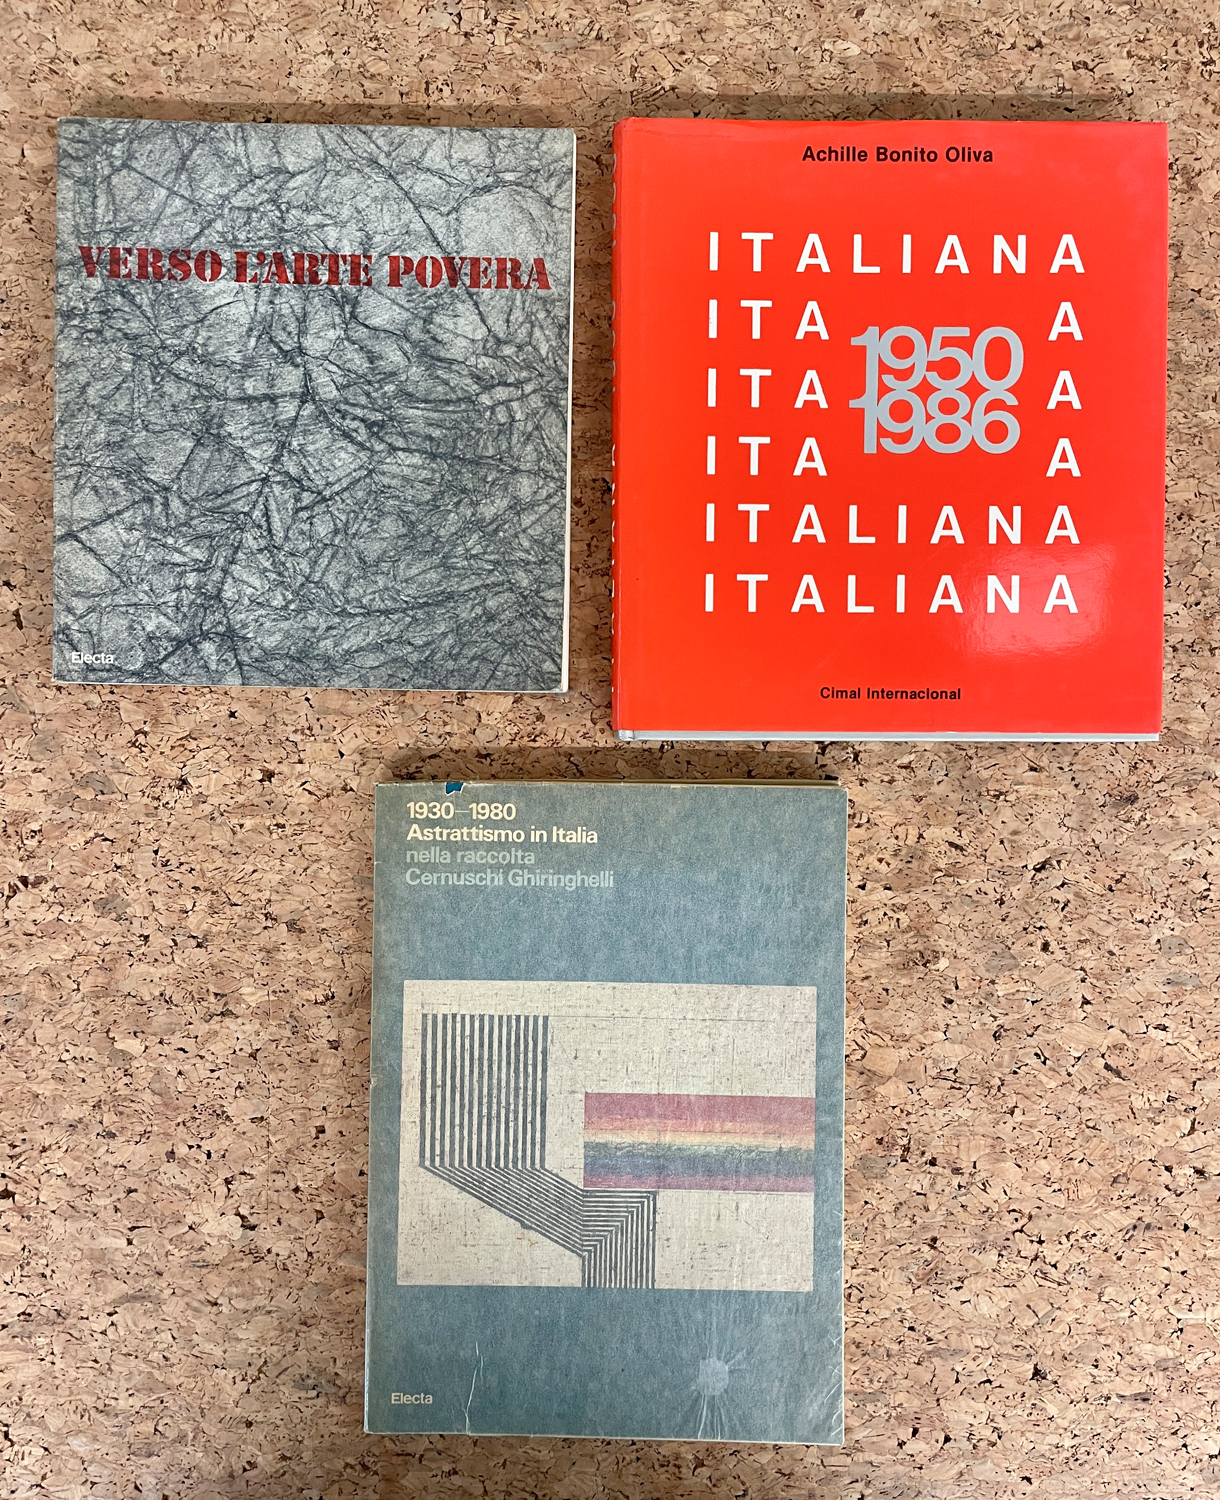 VERSO L'ARTE POVERA
Electa
Achille Bonito Oliva
ITALIANA
ITA A
ITA A
ITA A
1950
1986
ITALIANA
ITALIANA
Cimal Internacional
1930–1980
Astrattismo in Italia
nella raccolta
Cernuschi Ghiringhelli
Electa